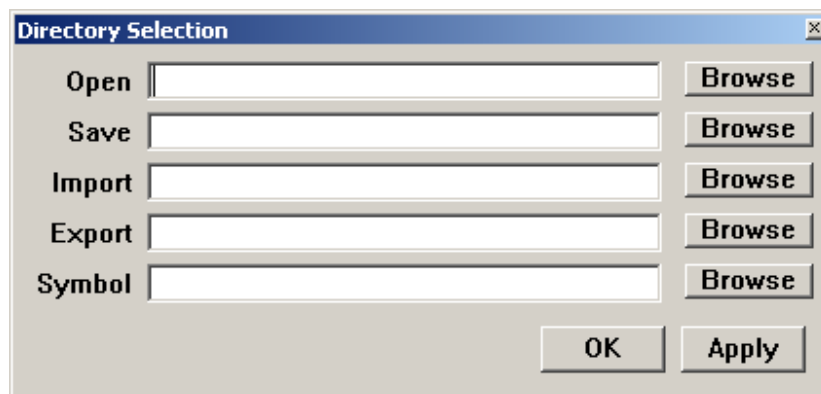 Directory Selection
Open Browse
Save Browse
Import Browse
Export Browse
Symbol Browse
OK Apply